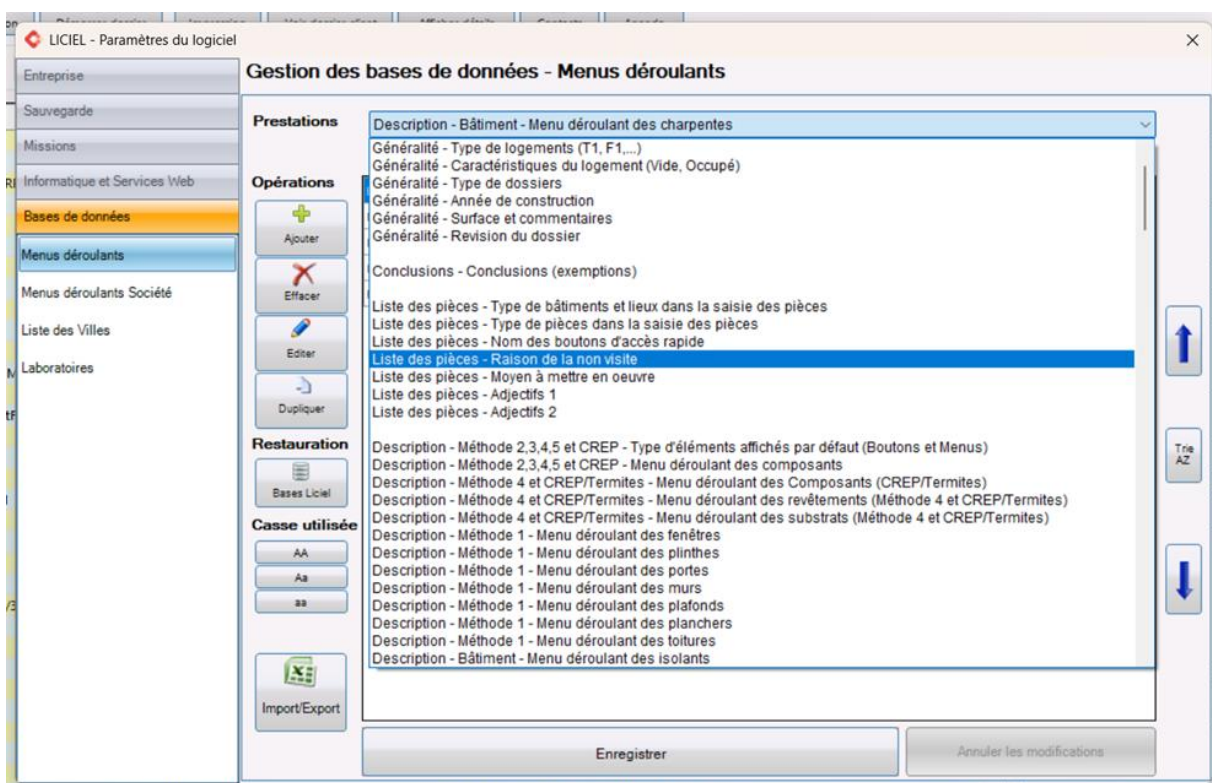 LICIEL - Paramètres du logiciel
Entreprise
Sauvegarde
Missions
Informatique et Services Web
Bases de données
Menus déroulants
Menus déroulants Société
Liste des Villes
Laboratoires
Gestion des bases de données - Menus déroulants
Prestations
Description - Bâtiment - Menu déroulant des charpentes
Généralité - Type de logements (T1, F1,...)
Généralité - Caractéristiques du logement (Vide, Occupé)
Généralité - Type de dossiers
Généralité - Année de construction
Généralité - Surface et commentaires
Généralité - Revision du dossier
Conclusions - Conclusions (exemptions)
Liste des pièces - Type de bâtiments et lieux dans la saisie des pièces
Liste des pièces - Type de pièces dans la saisie des pièces
Liste des pièces - Nom des boutons d'accès rapide
Liste des pièces - Raison de la non visite
Liste des pièces - Moyen à mettre en oeuvre
Liste des pièces - Adjectifs 1
Liste des pièces - Adjectifs 2
Description - Méthode 2,3,4,5 et CREP - Type d'éléments affichés par défaut (Boutons et Menus)
Description - Méthode 2,3,4,5 et CREP - Menu déroulant des composants
Description - Méthode 4 et CREP/Termites - Menu déroulant des Composants (CREP/Termites)
Description - Méthode 4 et CREP/Termites - Menu déroulant des revêtements (Méthode 4 et CREP/Termites)
Description - Méthode 4 et CREP/Termites - Menu déroulant des substrats (Méthode 4 et CREP/Termites)
Description - Méthode 1 - Menu déroulant des fenêtres
Description - Méthode 1 - Menu déroulant des plinthes
Description - Méthode 1 - Menu déroulant des portes
Description - Méthode 1 - Menu déroulant des murs
Description - Méthode 1 - Menu déroulant des plafonds
Description - Méthode 1 - Menu déroulant des planchers
Description - Méthode 1 - Menu déroulant des toitures
Description - Bâtiment - Menu déroulant des isolants
Opérations
Ajouter
Effacer
Editer
Dupliquer
Restauration
Bases Liciel
Casse utilisée
AA
Aa
aa
Import/Export
Trie
AZ
Enregistrer
Annuler les modifications